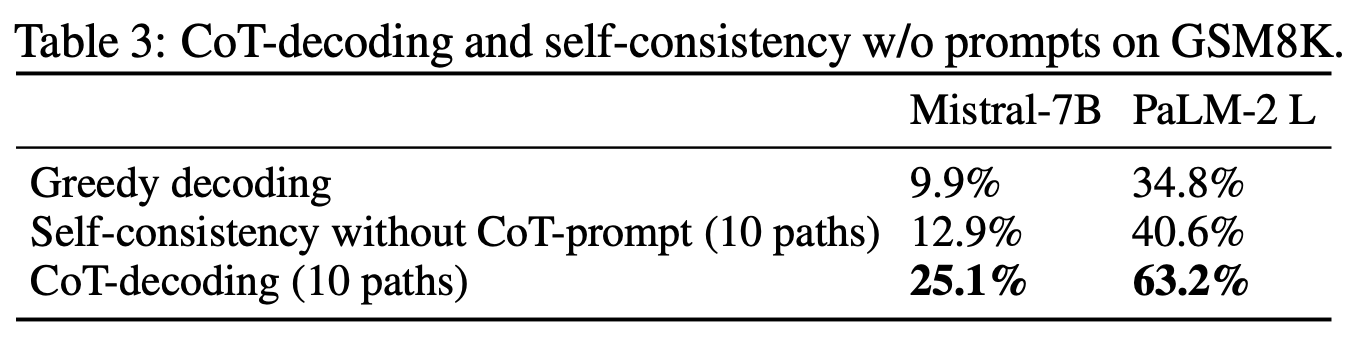 Table 3: CoT-decoding and self-consistency w/o prompts on GSM8K.
Mistral-7B PaLM-2 L
Greedy decoding 9.9% 34.8%
Self-consistency without CoT-prompt (10 paths) 12.9% 40.6%
CoT-decoding (10 paths) 25.1% 63.2%